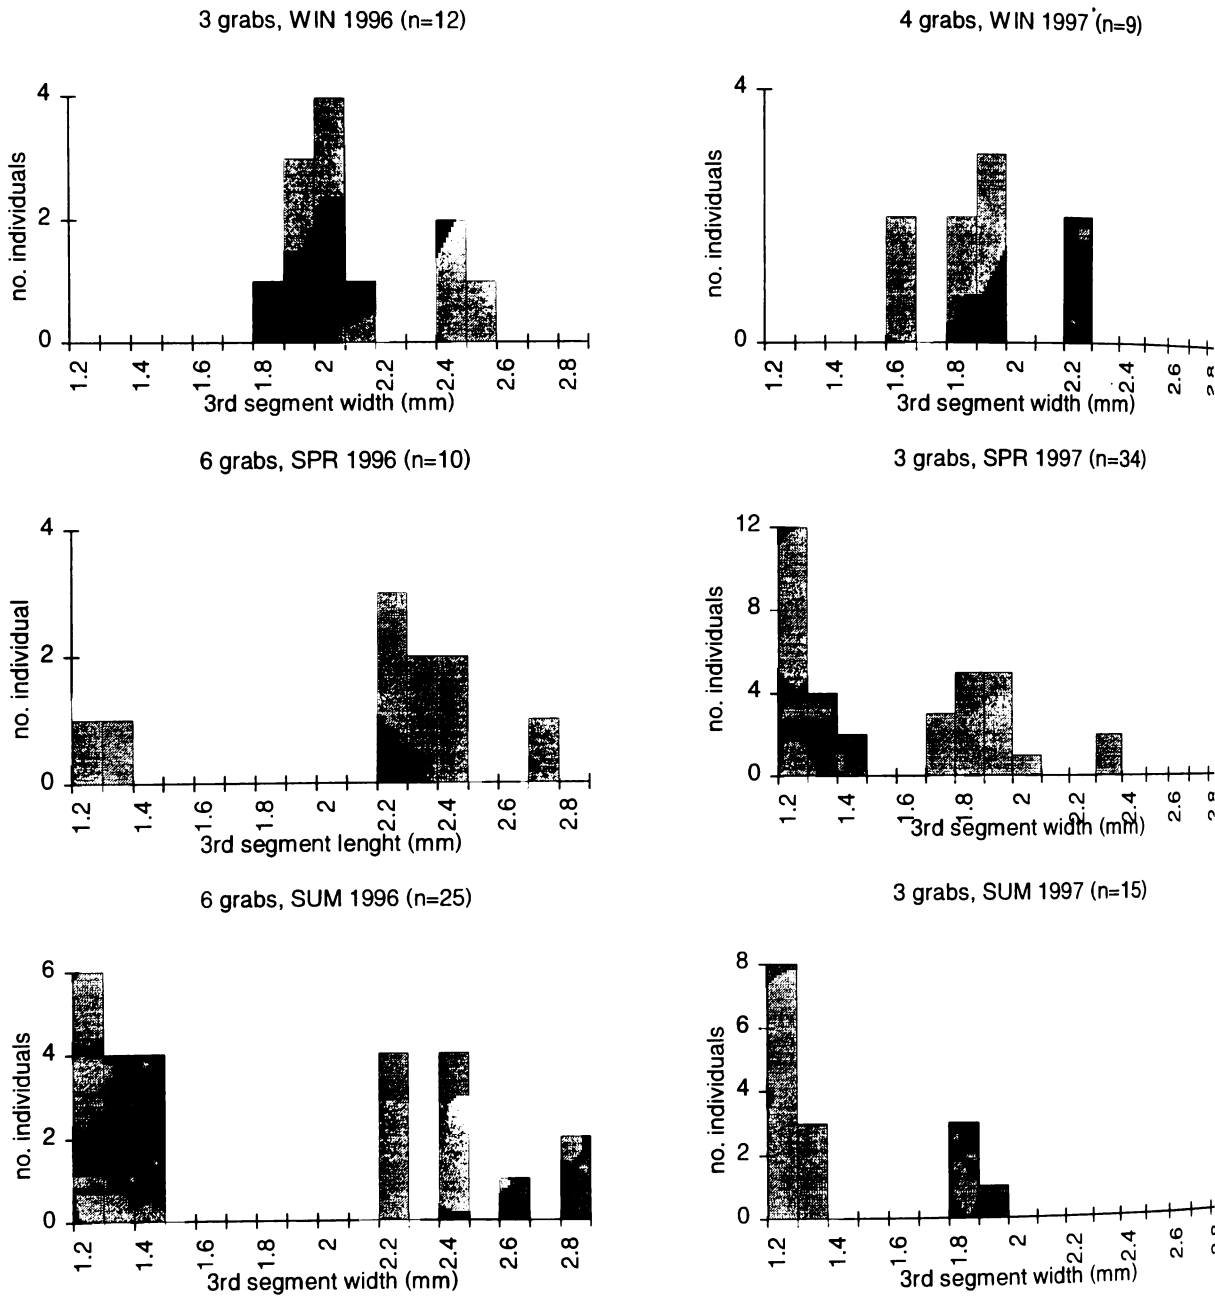 3 grabs, WIN 1996 (n=12)
4
2
0
no. individuals
1.2 1.4 1.6 1.8 2 2.2 2.4 2.6 2.8
3rd segment width (mm)
4 grabs, WIN 1997 (n=9)
4
2
0
no. individuals
1.2 1.4 1.6 1.8 2 2.2 2.4 2.6 2.8
3rd segment width (mm)
6 grabs, SPR 1996 (n=10)
4
2
0
no. individual
1.2 1.4 1.6 1.8 2 2.2 2.4 2.6 2.8
3rd segment lenght (mm)
3 grabs, SPR 1997 (n=34)
12
8
4
0
no. individuals
1.2 1.4 1.6 1.8 2 2.2 2.4 2.6 2.8
3rd segment width (mm)
6 grabs, SUM 1996 (n=25)
6
4
2
0
no. individuals
1.2 1.4 1.6 1.8 2 2.2 2.4 2.6 2.8
3rd segment width (mm)
3 grabs, SUM 1997 (n=15)
8
6
4
2
0
no. individuals
1.2 1.4 1.6 1.8 2 2.2 2.4 2.6 2.8
3rd segment width (mm)